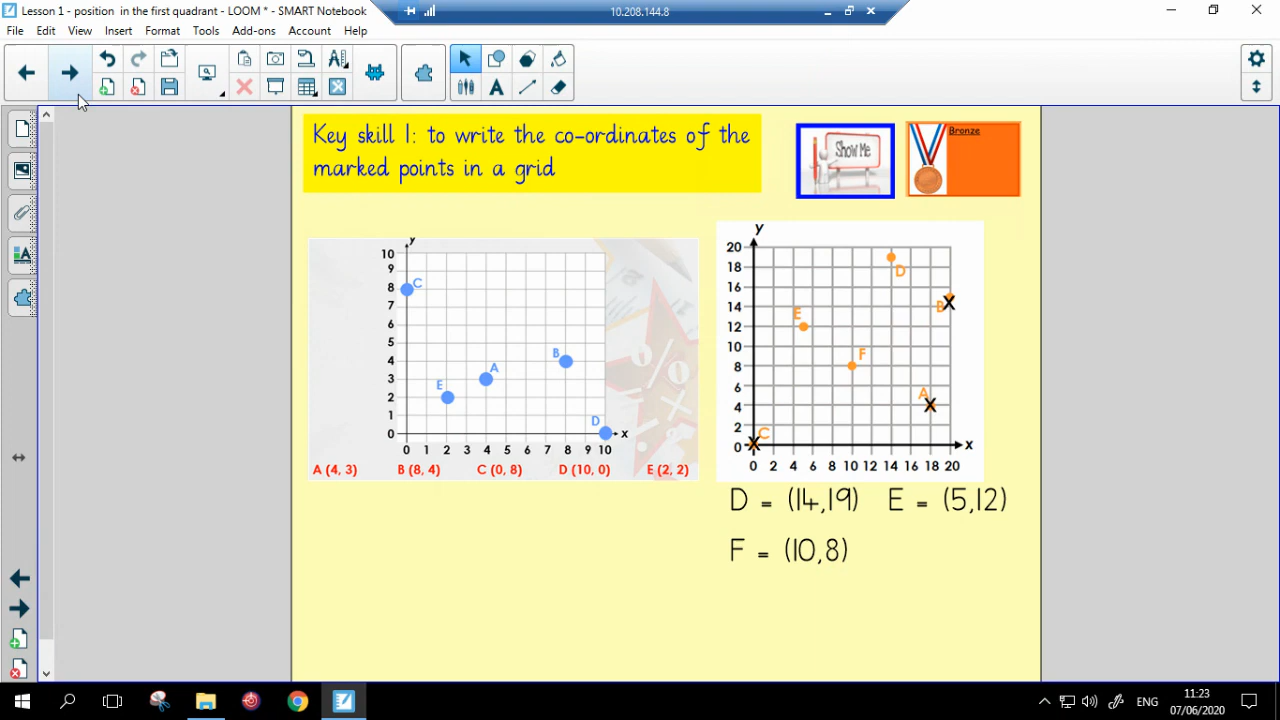 Lesson 1 - position in the first quadrant - LOOM * - SMART Notebook
10.208.144.8
File Edit View Insert Format Tools Add-ons Account Help
Key skill 1: to write the co-ordinates of the
marked points in a grid
Show Me
Bronze
y
10
9
8
7
6
5
4
3
2
1
0
C
B
A
E
D
x
0 1 2 3 4 5 6 7 8 9 10
A (4, 3) B (8, 4) C (0, 8) D (10, 0) E (2, 2)
y
20
18
16
14
12
10
8
6
4
2
0
D
B
E
F
A
C
x
0 2 4 6 8 10 12 14 16 18 20
D = (14,19) E = (5,12)
F = (10,8)
ENG
11:23
07/06/2020